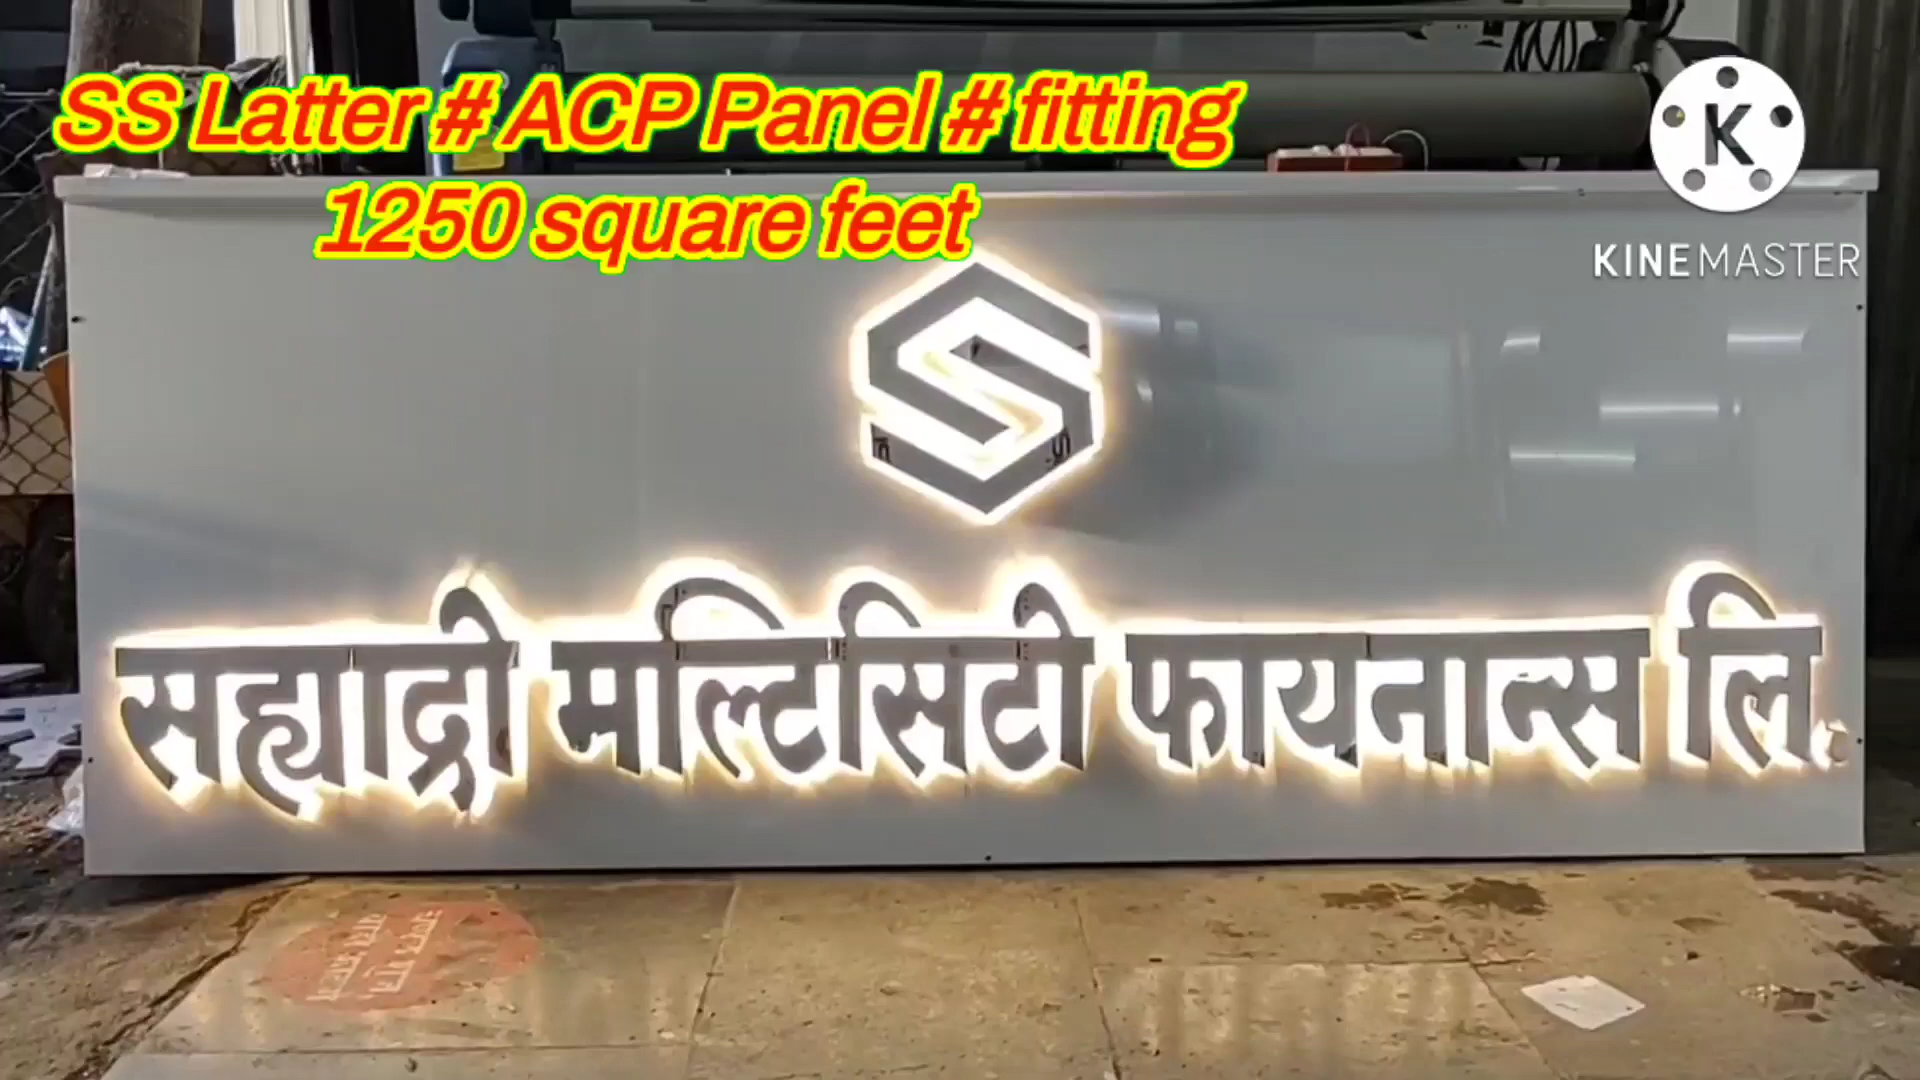 SS Latter # ACP Panel # fitting
1250 square feet
K
KINEMASTER
S
सह्याद्री मल्टिसिटी फायनान्स लि.